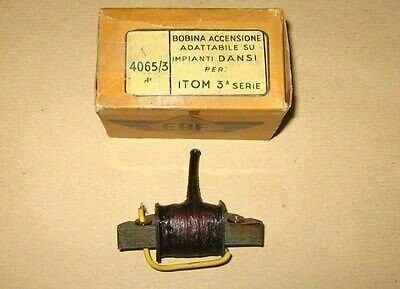 BOBINA ACCENSIONE
ADATTABILE SU
IMPIANTI DANSI
PER:
ITOM 3ª SERIE
4065/3